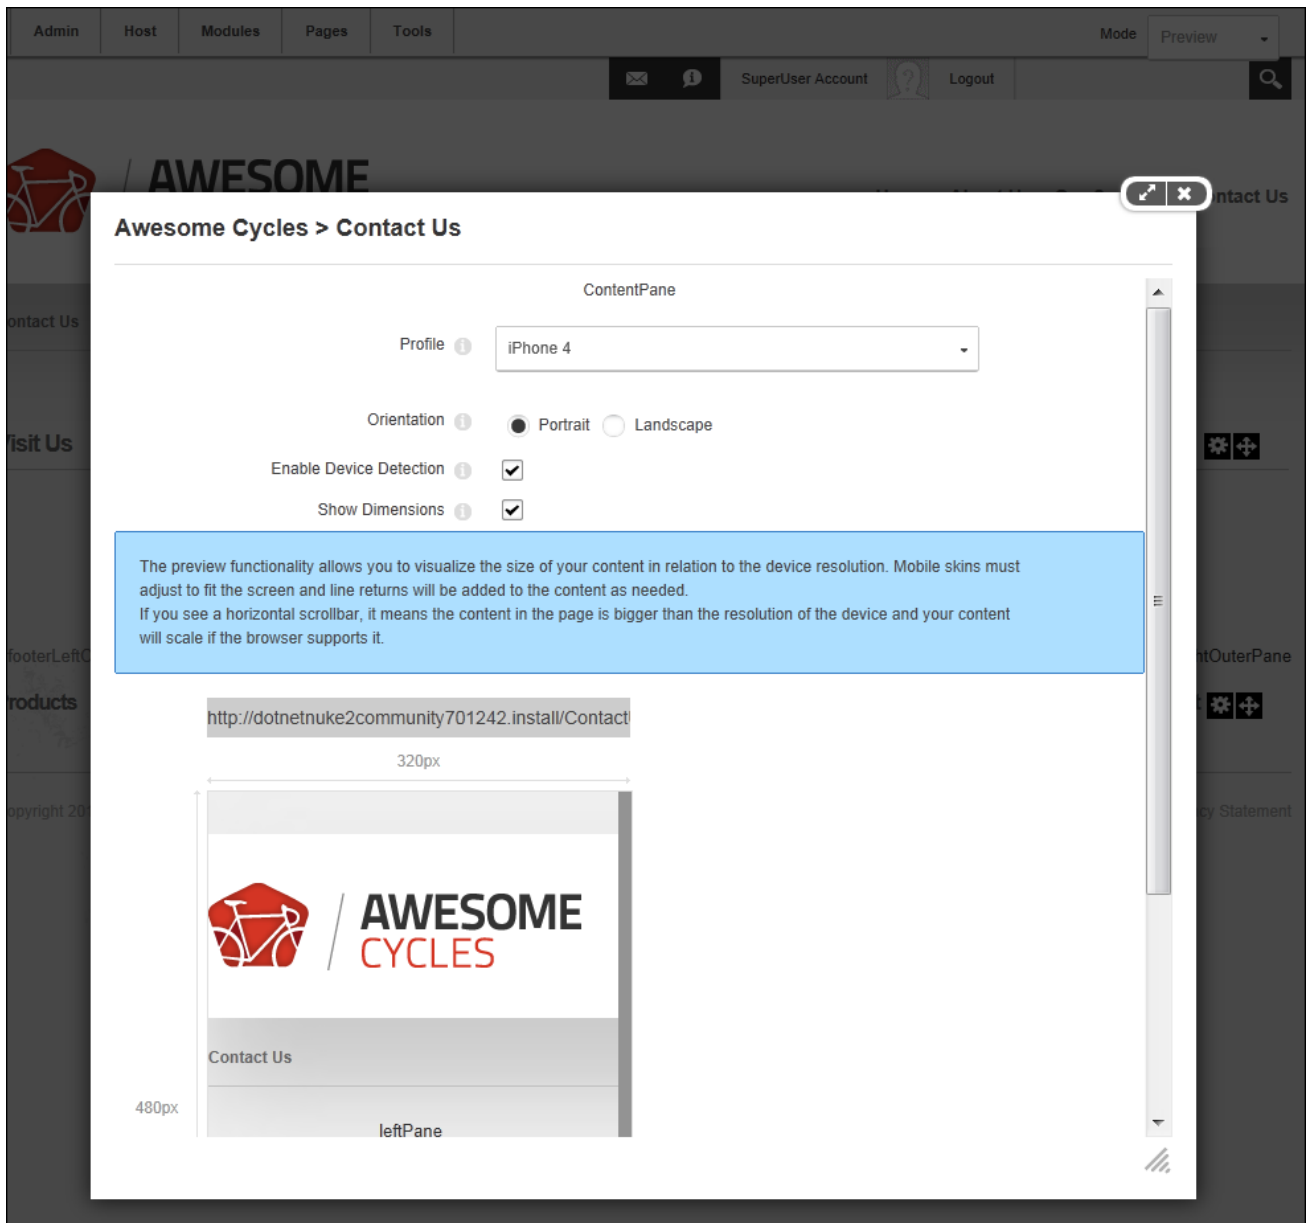 Admin Host Modules Pages Tools Mode Preview
SuperUser Account Logout
AWESOME
ntact Us
Awesome Cycles > Contact Us
ContentPane
ontact Us
Profile iPhone 4
Orientation Portrait Landscape
isit Us
Enable Device Detection
Show Dimensions
The preview functionality allows you to visualize the size of your content in relation to the device resolution. Mobile skins must
adjust to fit the screen and line returns will be added to the content as needed.
If you see a horizontal scrollbar, it means the content in the page is bigger than the resolution of the device and your content
will scale if the browser supports it.
footerLeft
ntOuterPane
roducts
http://dotnetnuke2community701242.install/Contact
320px
opyright 20
cy Statement
AWESOME
CYCLES
Contact Us
480px
leftPane